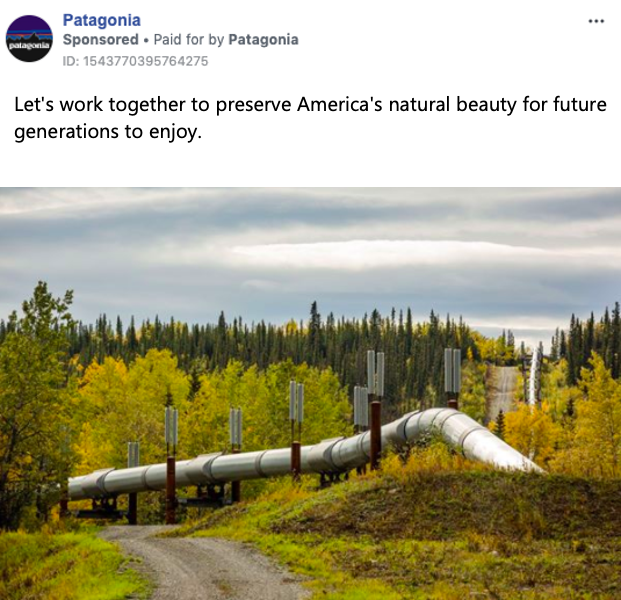 Patagonia
Sponsored • Paid for by Patagonia
ID: 1543770395764275
Let's work together to preserve America's natural beauty for future
generations to enjoy.
patagonia